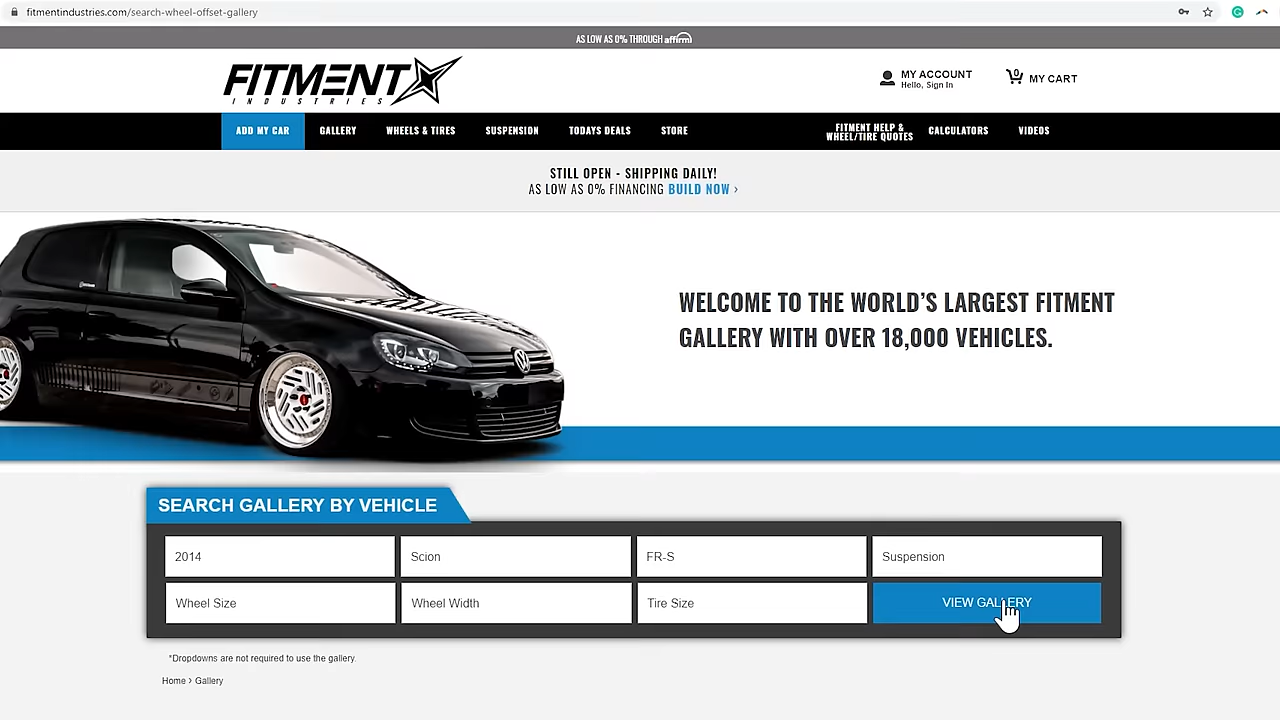 fitmentindustries.com/search-wheel-offset-gallery
AS LOW AS 0% THROUGH affirm
FITMENT
INDUSTRIES
MY ACCOUNT
Hello, Sign In
0
MY CART
ADD MY CAR
GALLERY
WHEELS & TIRES
SUSPENSION
TODAYS DEALS
STORE
FITMENT HELP &
WHEEL/TIRE QUOTES
CALCULATORS
VIDEOS
STILL OPEN - SHIPPING DAILY!
AS LOW AS 0% FINANCING BUILD NOW ›
WELCOME TO THE WORLD'S LARGEST FITMENT
GALLERY WITH OVER 18,000 VEHICLES.
SEARCH GALLERY BY VEHICLE
2014
Scion
FR-S
Suspension
Wheel Size
Wheel Width
Tire Size
VIEW GALLERY
*Dropdowns are not required to use the gallery.
Home › Gallery